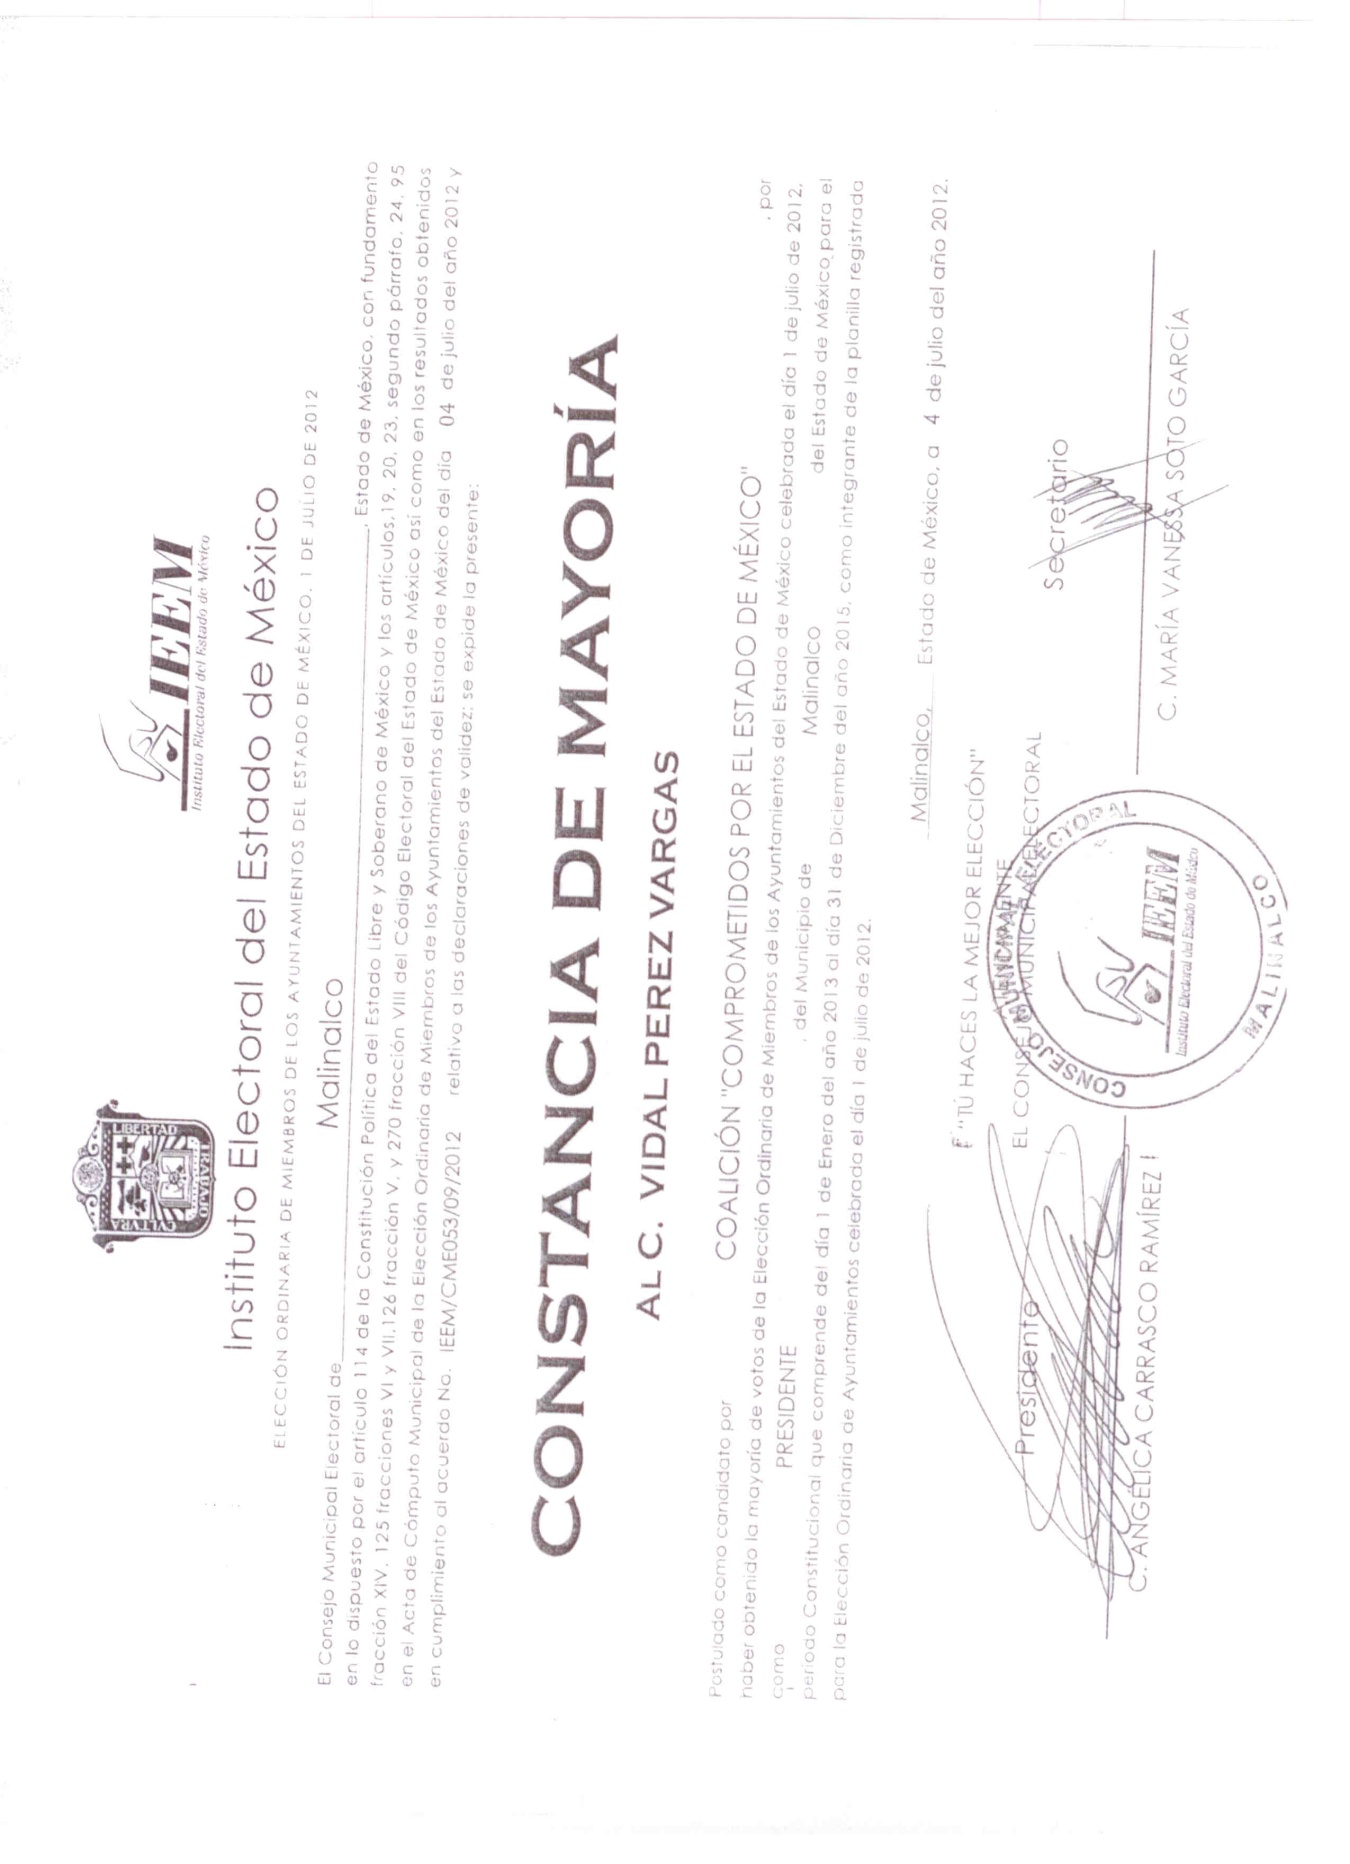 LIBERTAD
CVLTVRA
TRABAJO
IEEM
Instituto Electoral del Estado de México
Instituto Electoral del Estado de México
ELECCIÓN ORDINARIA DE MIEMBROS DE LOS AYUNTAMIENTOS DEL ESTADO DE MÉXICO, 1 DE JULIO DE 2012
El Consejo Municipal Electoral de Malinalco, Estado de México, con fundamento
en lo dispuesto por el artículo 114 de la Constitución Política del Estado Libre y Soberano de México y los artículos,19, 20, 23, segundo párrafo, 24, 95
fracción XIV, 125 fracciones VI y VII,126 fracción V, y 270 fracción VIII del Código Electoral del Estado de México así como en los resultados obtenidos
en el Acta de Cómputo Municipal de la Elección Ordinaria de Miembros de los Ayuntamientos del Estado de México del día 04 de julio del año 2012 y
en cumplimiento al acuerdo No. IEEM/CME053/09/2012 relativo a las declaraciones de validez; se expide la presente:
CONSTANCIA DE MAYORÍA
AL C. VIDAL PEREZ VARGAS
Postulado como candidato por COALICIÓN "COMPROMETIDOS POR EL ESTADO DE MÉXICO" , por
haber obtenido la mayoría de votos de la Elección Ordinaria de Miembros de los Ayuntamientos del Estado de México celebrada el día 1 de julio de 2012,
como PRESIDENTE , del Municipio de Malinalco del Estado de México,para el
periodo Constitucional que comprende del día 1 de Enero del año 2013 al día 31 de Diciembre del año 2015, como integrante de la planilla registrada
para la Elección Ordinaria de Ayuntamientos celebrada el día 1 de julio de 2012.
Malinalco, Estado de México, a 4 de julio del año 2012.
"TÚ HACES LA MEJOR ELECCIÓN"
EL CONSEJO MUNICIPAL ELECTORAL
Presidente
Secretario
C. ANGÉLICA CARRASCO RAMÍREZ
C. MARÍA VANESSA SOTO GARCÍA
CONSEJO MUNICIPAL ELECTORAL
IEEM
Instituto Electoral del Estado de México
MALINALCO